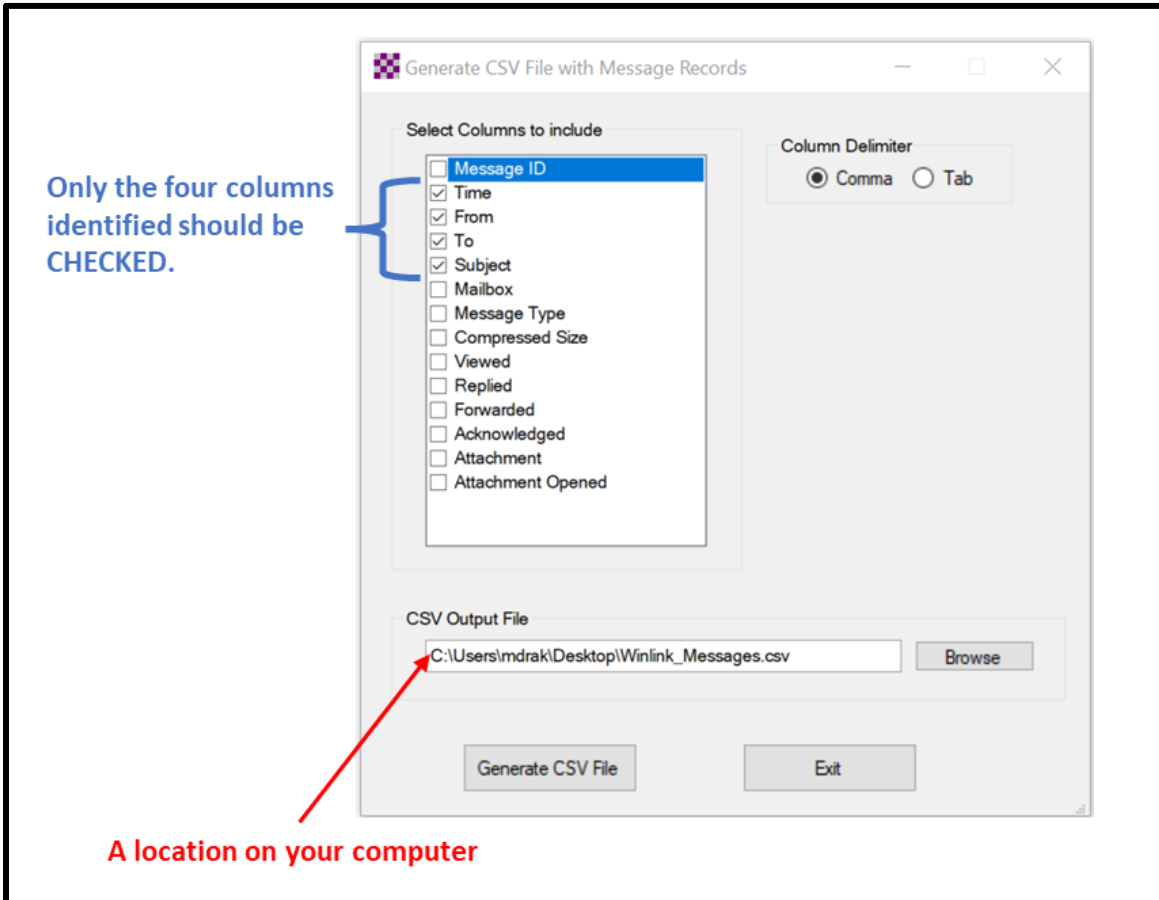 Generate CSV File with Message Records
Select Columns to include
Column Delimiter
Message ID
Comma
Tab
Only the four columns
identified should be
CHECKED.
Time
From
To
Subject
Mailbox
Message Type
Compressed Size
Viewed
Replied
Forwarded
Acknowledged
Attachment
Attachment Opened
CSV Output File
C:\Users\mdrak\Desktop\Winlink_Messages.csv
Browse
Generate CSV File
Exit
A location on your computer